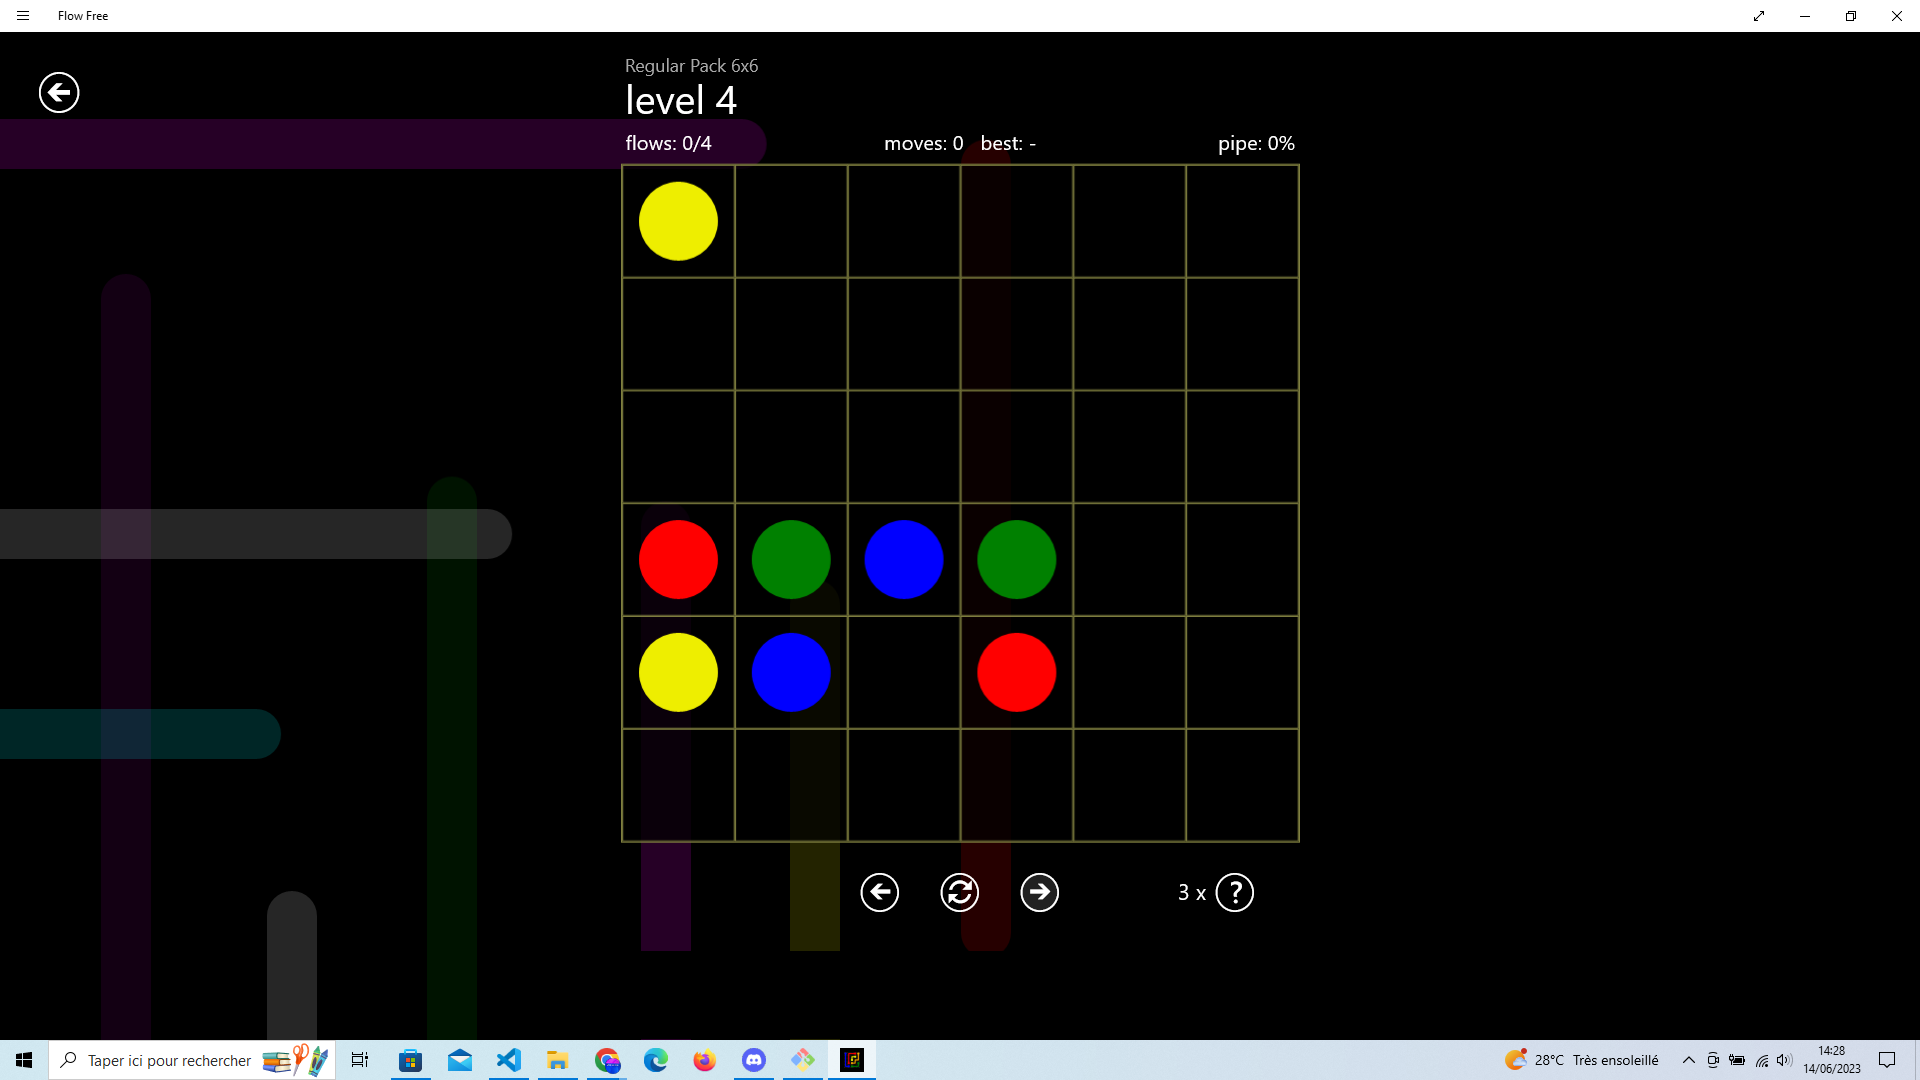 Flow Free
Regular Pack 6x6
level 4
flows: 0/4 moves: 0 best: - pipe: 0%
3 x ?
Taper ici pour rechercher
28°C Très ensoleillé
14:28
14/06/2023